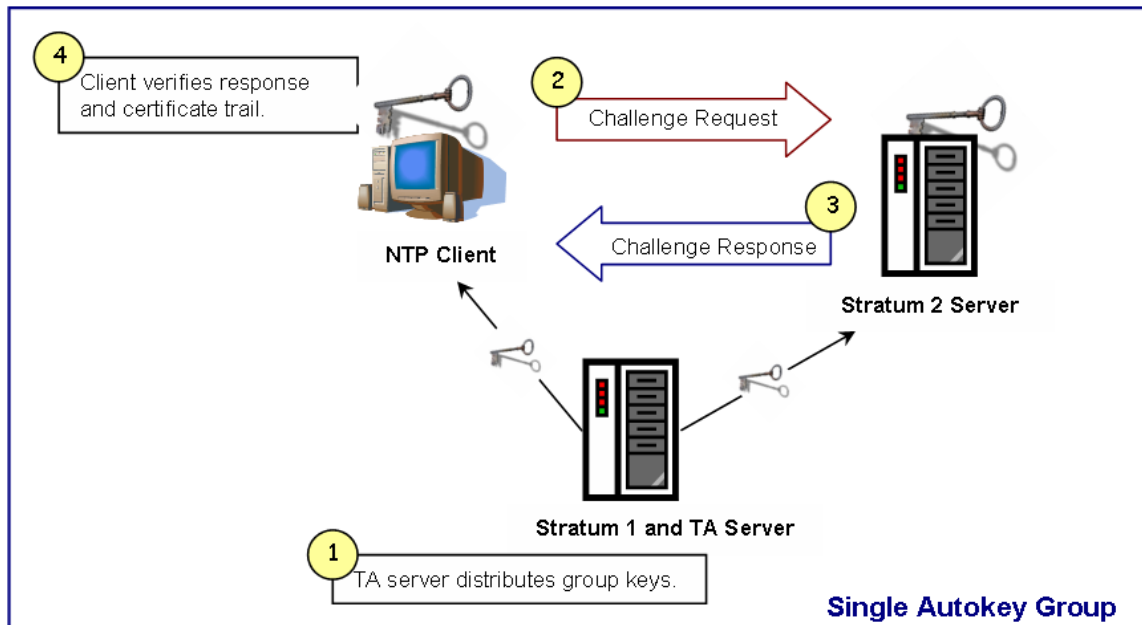 4
Client verifies response
and certificate trail.
2
Challenge Request
3
Challenge Response
NTP Client
Stratum 2 Server
Stratum 1 and TA Server
1
TA server distributes group keys.
Single Autokey Group